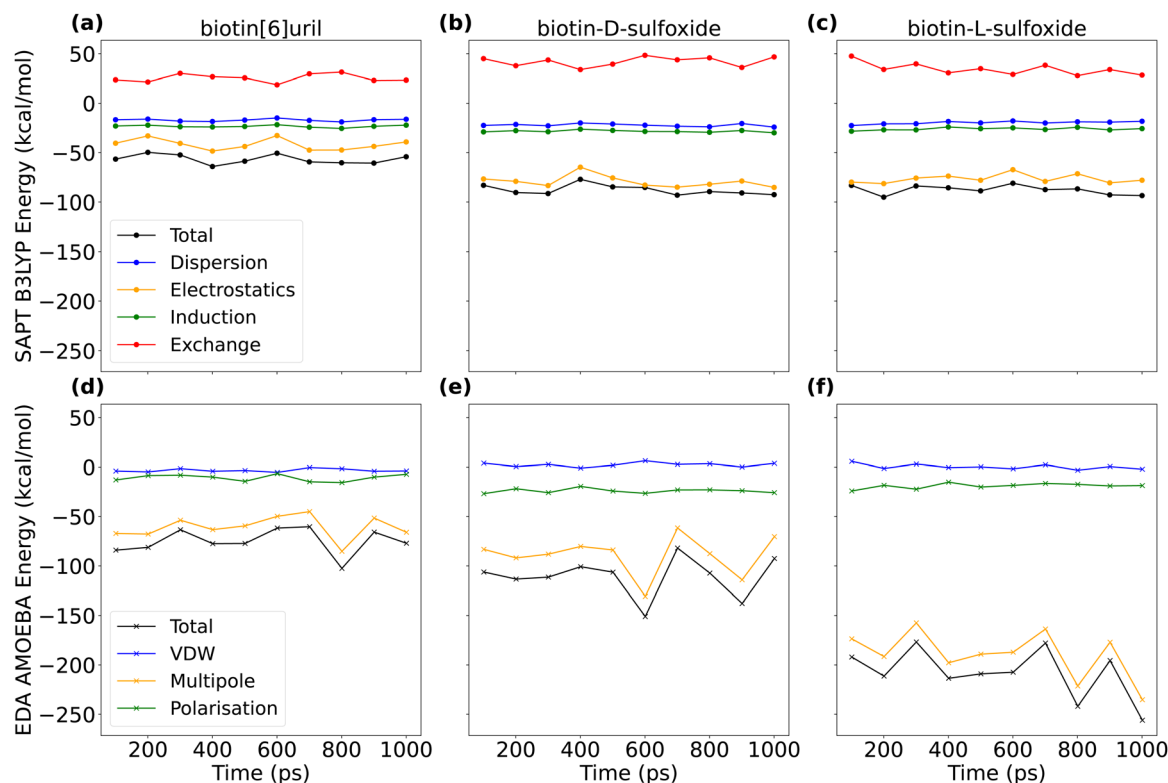 (a) biotin[6]uril
(b) biotin-D-sulfoxide
(c) biotin-L-sulfoxide
SAPT B3LYP Energy (kcal/mol)
50
0
−50
−100
−150
−200
−250
Total
Dispersion
Electrostatics
Induction
Exchange
(d)
(e)
(f)
EDA AMOEBA Energy (kcal/mol)
50
0
−50
−100
−150
−200
−250
Total
VDW
Multipole
Polarisation
200 400 600 800 1000
200 400 600 800 1000
200 400 600 800 1000
Time (ps)
Time (ps)
Time (ps)